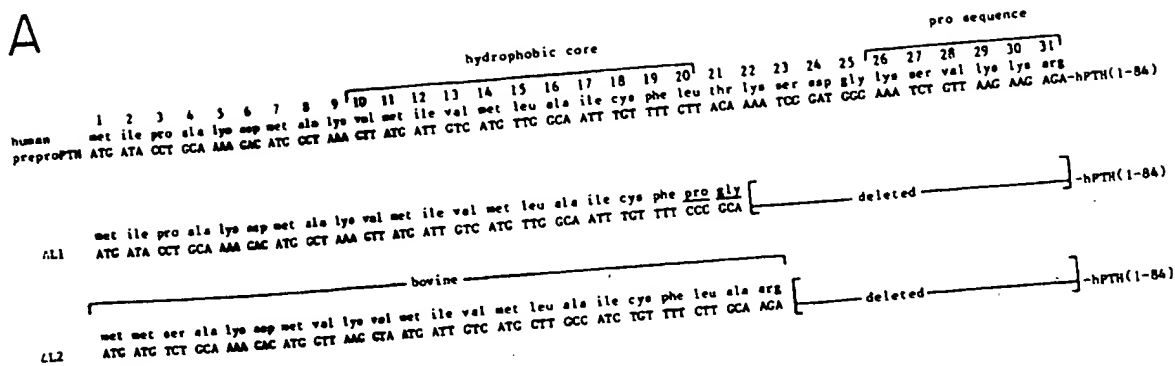 A
pro sequence
hydrophobic core
1 2 3 4 5 6 7 8 9 10 11 12 13 14 15 16 17 18 19 20 21 22 23 24 25 26 27 28 29 30 31
human met ile pro ala lys asp met ala lys val met ile val met leu ala ile cys phe leu thr lys ser asp gly lys ser val lys lys arg
preproPTH ATG ATA CCT GCA AAA GAC ATG GCT AAA GTT ATG ATT GTC ATG TTG GCA ATT TGT TTT CTT ACA AAA TCG GAT GGG AAA TCT GTT AAG AAG AGA-hPTH(1-84)
met ile pro ala lys asp met ala lys val met ile val met leu ala ile cys phe pro gly
ΔL1 ATG ATA CCT GCA AAA GAC ATG GCT AAA GTT ATG ATT GTC ATG TTG GCA ATT TGT TTT CCC GCA deleted -hPTH(1-84)
bovine
met met ser ala lys asp met val lys val met ile val met leu ala ile cys phe leu ala arg
ΔL2 ATG ATG TCT GCA AAA GAC ATG GTT AAG GTA ATG ATT GTC ATG CTT GCC ATC TGT TTT CTT GCA AGA deleted -hPTH(1-84)